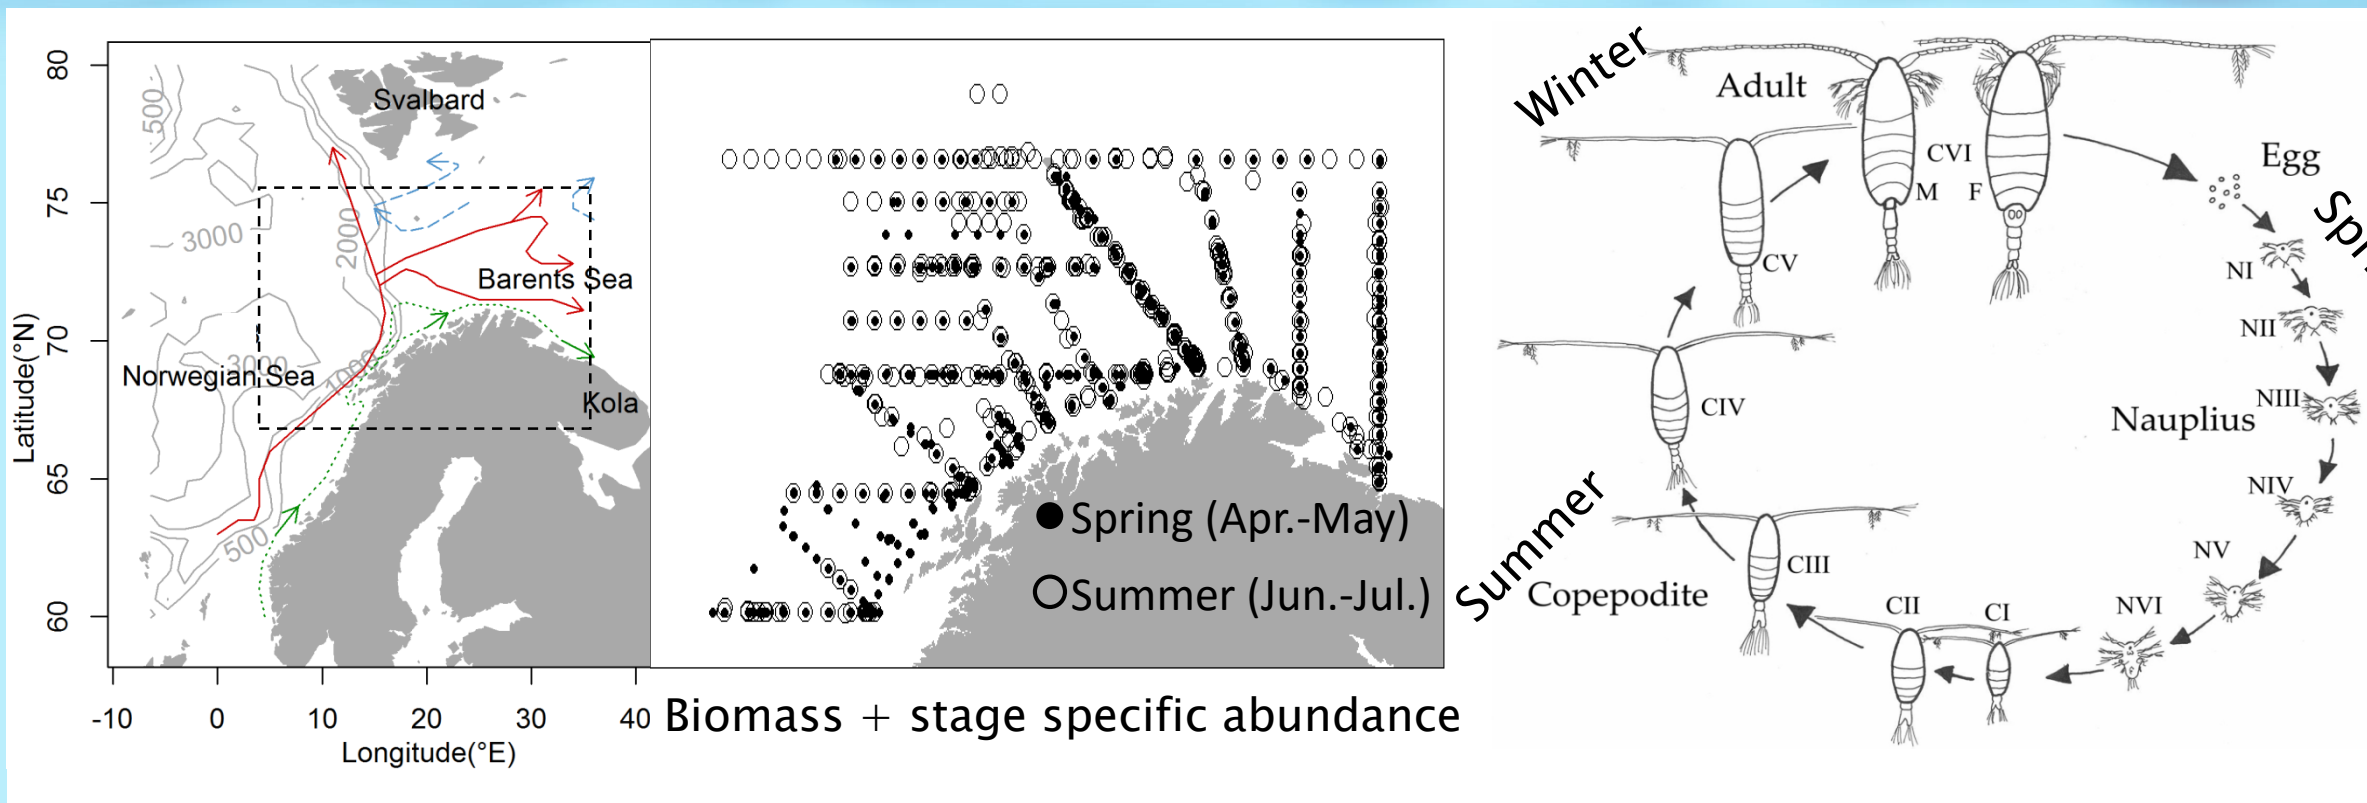 80
75
70
65
60
Latitude(°N)
-10
0
10
20
30
40
Longitude(°E)
500
3000
2000
3000
1000
500
Svalbard
Barents Sea
Norwegian Sea
Kola
Spring (Apr.-May)
Summer (Jun.-Jul.)
Biomass + stage specific abundance
Winter
Adult
CVI
M
F
Egg
Spr
NI
NII
NIII
Nauplius
NIV
NV
NVI
CI
CII
CIII
Copepodite
Summer
CIV
CV